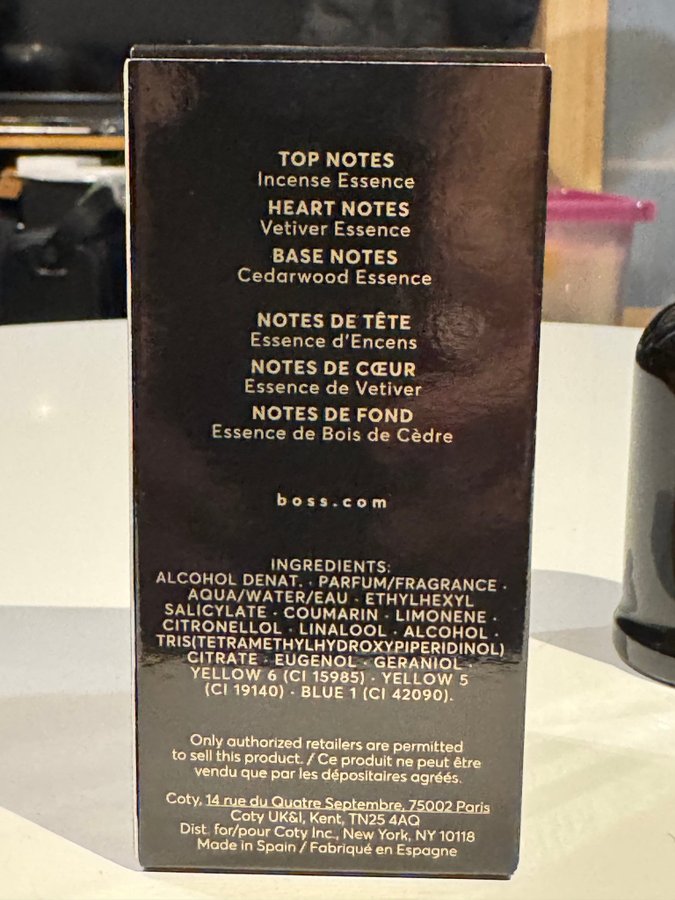 TOP NOTES
Incense Essence
HEART NOTES
Vetiver Essence
BASE NOTES
Cedarwood Essence
NOTES DE TÊTE
Essence d'Encens
NOTES DE CŒUR
Essence de Vetiver
NOTES DE FOND
Essence de Bois de Cèdre
boss.com
INGREDIENTS:
ALCOHOL DENAT. · PARFUM/FRAGRANCE ·
AQUA/WATER/EAU · ETHYLHEXYL
SALICYLATE · COUMARIN · LIMONENE ·
CITRONELLOL · LINALOOL · ALCOHOL ·
TRIS(TETRAMETHYLHYDROXYPIPERIDINOL)
CITRATE · EUGENOL · GERANIOL ·
YELLOW 6 (CI 15985) · YELLOW 5
(CI 19140) · BLUE 1 (CI 42090).
Only authorized retailers are permitted
to sell this product. / Ce produit ne peut être
vendu que par les dépositaires agréés.
Coty, 14 rue du Quatre Septembre, 75002 Paris
Coty UK&I, Kent, TN25 4AQ
Dist. for/pour Coty Inc., New York, NY 10118
Made in Spain / Fabriqué en Espagne